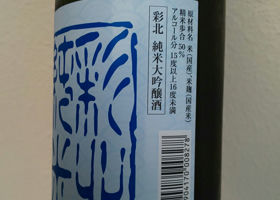 原材料名 米(国産)、米麹(国産米)
精米歩合 50%
アルコール分 15度以上16度未満
彩北 純米大吟醸酒
904170008278